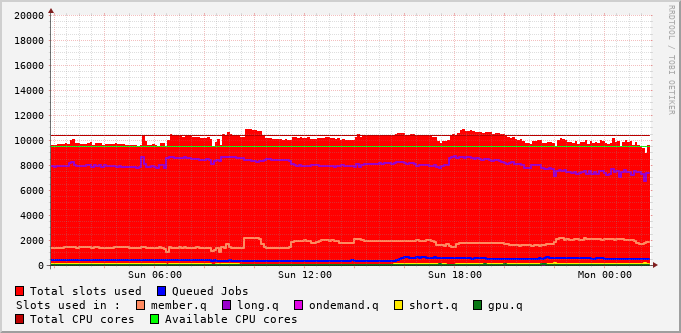 20000
18000
16000
14000
12000
10000
8000
6000
4000
2000
0
Sun 06:00 Sun 12:00 Sun 18:00 Mon 00:00
RRDTOOL / TOBI OETIKER
Total slots used Queued Jobs
Slots used in : member.q long.q ondemand.q short.q gpu.q
Total CPU cores Available CPU cores